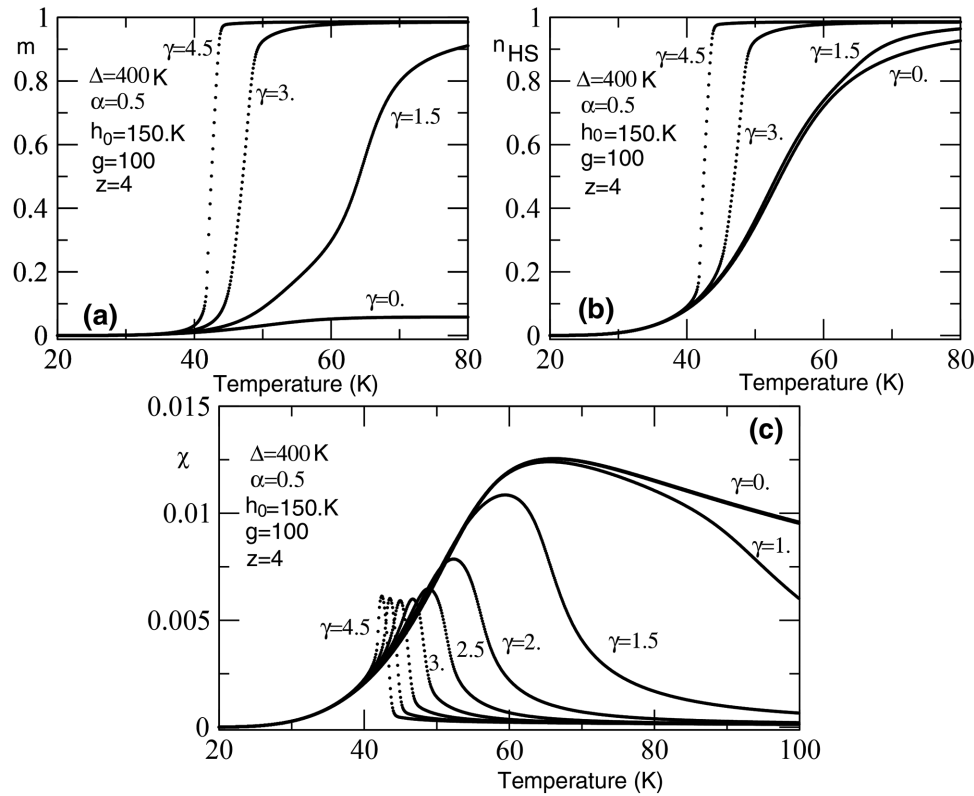 1
m
0.8
0.6
0.4
0.2
0
γ=4.5
Δ=400 K
α=0.5
h0=150.K
g=100
z=4
γ=3.
γ=1.5
γ=0.
(a)
20
40
60
80
Temperature (K)
1
nHS
0.8
0.6
0.4
0.2
0
γ=4.5
Δ=400 K
α=0.5
h0=150.K
g=100
z=4
γ=3.
γ=1.5
γ=0.
(b)
20
40
60
80
Temperature (K)
0.015
χ
0.01
0.005
0
(c)
Δ=400 K
α=0.5
h0=150.K
g=100
z=4
γ=0.
γ=1.
γ=4.5
3.
2.5
γ=2.
γ=1.5
20
40
60
80
100
Temperature (K)